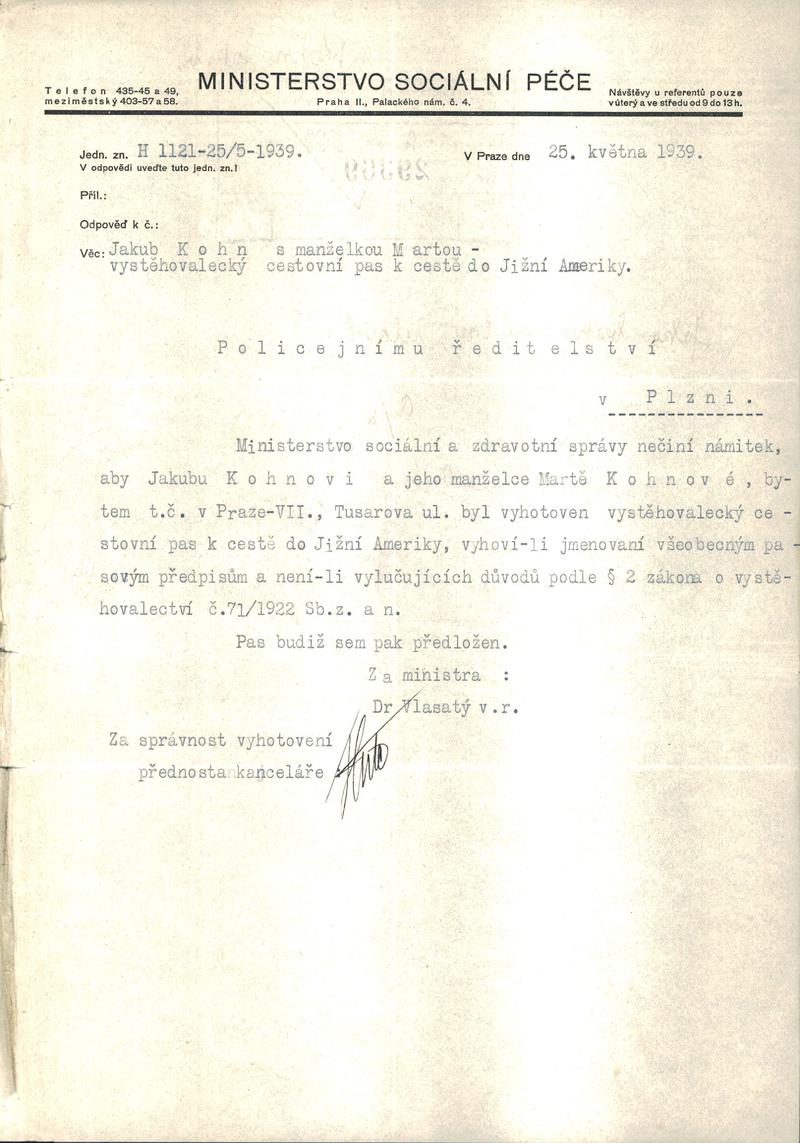 Telefon 435-45 a 49,
meziměstský 403-57 a 58.
MINISTERSTVO SOCIÁLNÍ PÉČE
Praha II., Palackého nám. č. 4.
Návštěvy u referentů pouze
v úterý a ve středu od 9 do 13 h.
Jedn. zn. H 1121-25/5-1939.
V odpovědi uveďte tuto jedn. zn.!
V Praze dne 25. května 1939.
Příl.:
Odpověď k č.:
Věc: Jakub K o h n s manželkou Martou -
vystěhovalecký cestovní pas k cestě do Jižní Ameriky.
P o l i c e j n í m u ř e d i t e l s t v í
v P l z n i .
Ministerstvo sociální a zdravotní správy nečiní námitek,
aby Jakubu K o h n o v i a jeho manželce Martě K o h n o v é , by-
tem t.č. v Praze-VII., Tusarova ul. byl vyhotoven vystěhovalecký ce -
stovní pas k cestě do Jižní Ameriky, vyhoví-li jmenovaní všeobecným pa -
sovým předpisům a není-li vylučujících důvodů podle § 2 zákona o vystě-
hovalectví č.71/1922 Sb.z. a n.
Pas budiž sem pak předložen.
Za ministra :
Dr Vlasatý v.r.
Za správnost vyhotovení
přednosta kanceláře